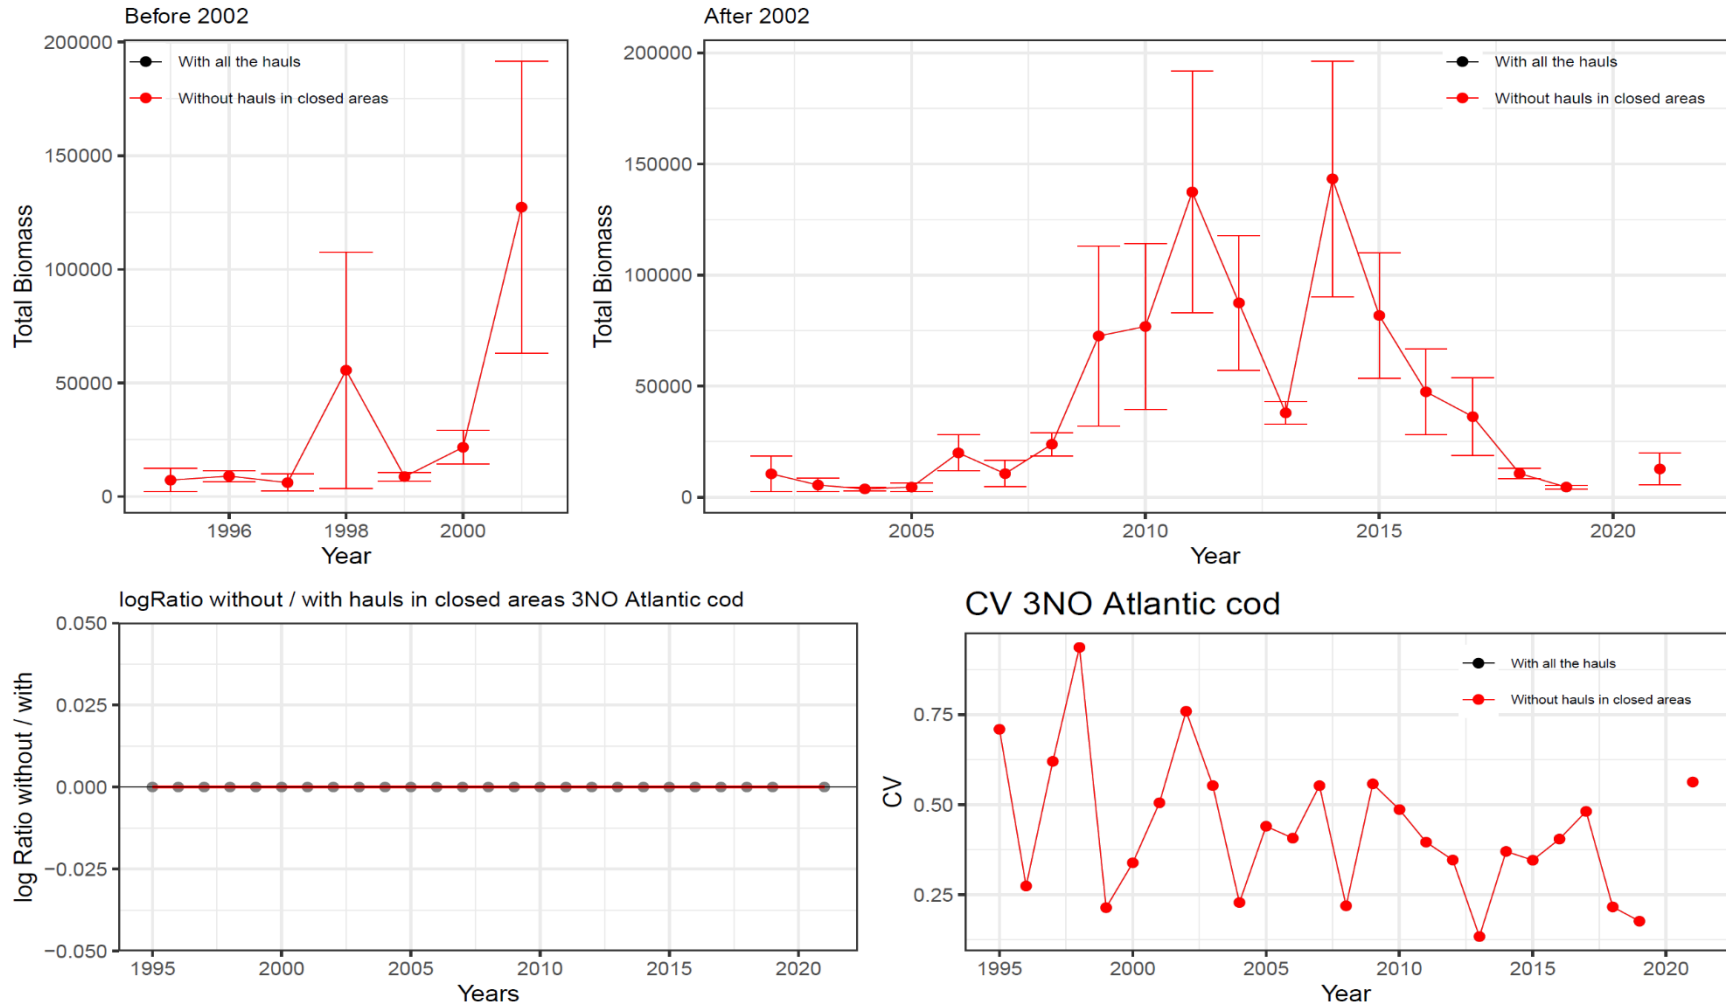 Before 2002
200000
150000
100000
50000
0
Total Biomass
With all the hauls
Without hauls in closed areas
1996
1998
2000
Year
After 2002
200000
150000
100000
50000
0
Total Biomass
With all the hauls
Without hauls in closed areas
2005
2010
2015
2020
Year
logRatio without / with hauls in closed areas 3NO Atlantic cod
0.050
0.025
0.000
−0.025
−0.050
log Ratio without / with
1995
2000
2005
2010
2015
2020
Years
CV 3NO Atlantic cod
0.75
0.50
0.25
CV
With all the hauls
Without hauls in closed areas
1995
2000
2005
2010
2015
2020
Year